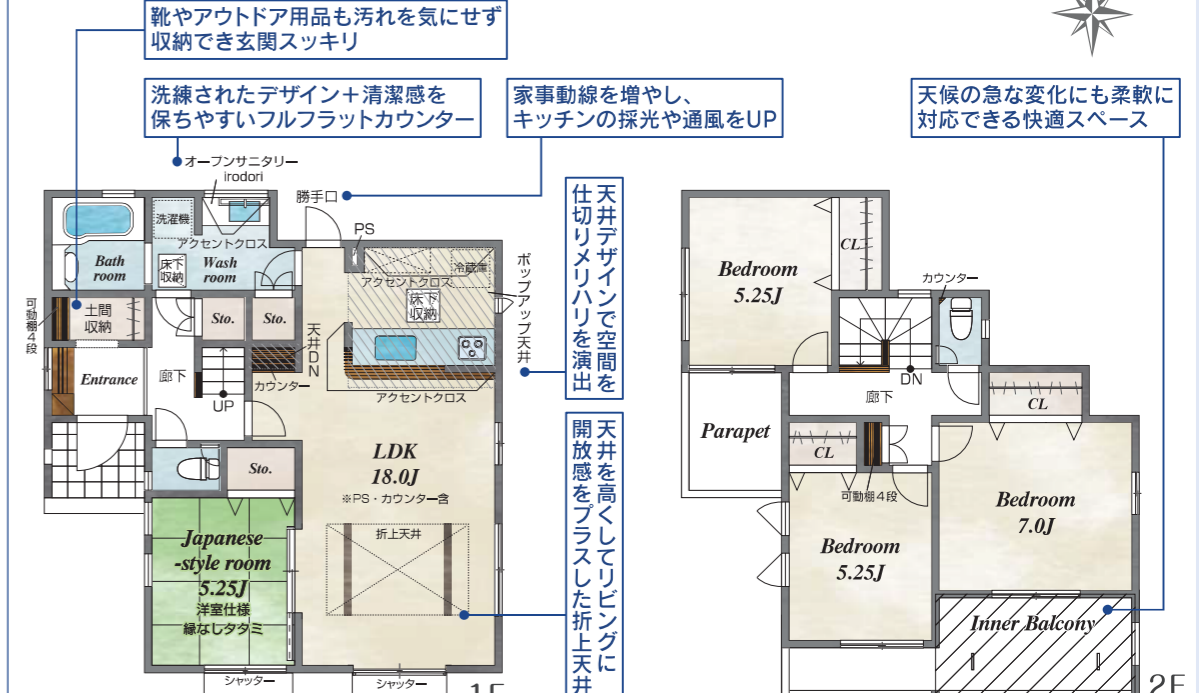 靴やアウトドア用品も汚れを気にせず
収納でき玄関スッキリ
洗練されたデザイン＋清潔感を
保ちやすいフルフラットカウンター
家事動線を増やし、
キッチンの採光や通風をUP
天候の急な変化にも柔軟に
対応できる快適スペース
オープンサニタリー
irodori
勝手口
PS
天井デザインで空間を
仕切りメリハリを演出
ポップアップ天井
洗濯機
アクセントクロス
Bath
room
床下
収納
Wash
room
冷蔵庫
アクセントクロス
床下
収納
可動棚4段
土間
収納
Sto.
Sto.
天井DN
カウンター
Entrance
廊下
UP
アクセントクロス
LDK
18.0J
※PS・カウンター含
折上天井
Sto.
Japanese
-style room
5.25J
洋室仕様
縁なしタタミ
シャッター
シャッター
1F
天井を高くしてリビングに
開放感をプラスした折上天井
Bedroom
5.25J
CL
カウンター
DN
廊下
CL
Parapet
CL
可動棚4段
Bedroom
7.0J
Bedroom
5.25J
Inner Balcony
2F